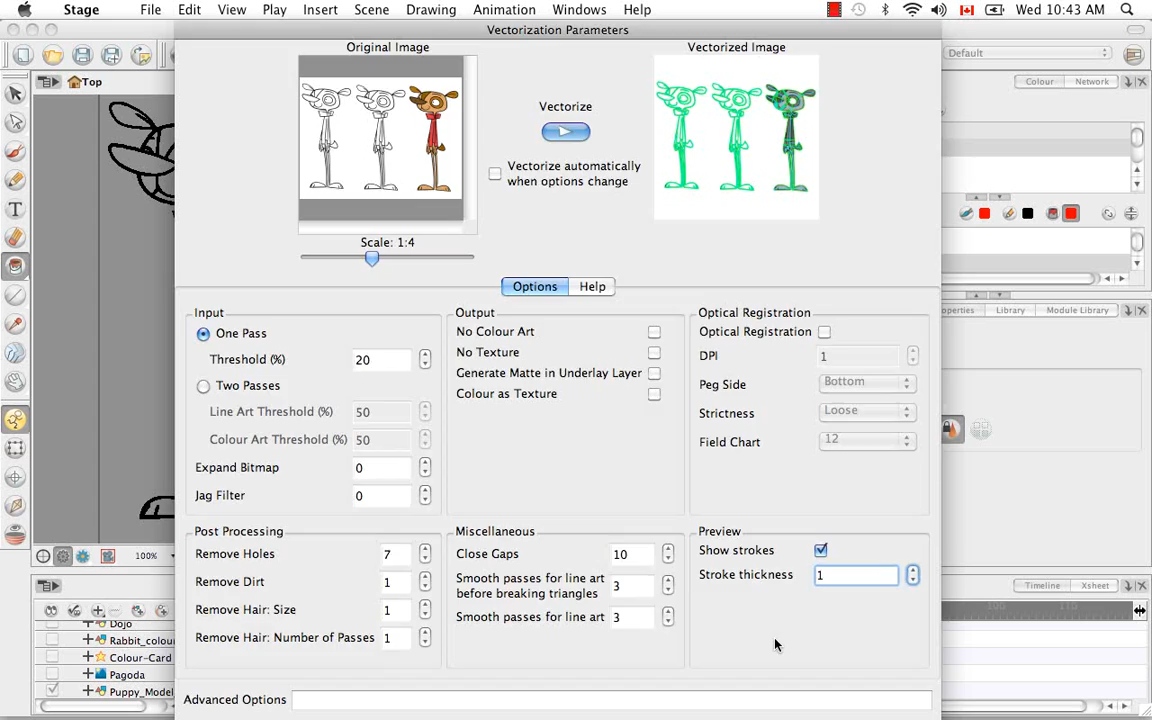 Stage File Edit View Play Insert Scene Drawing Animation Windows Help Wed 10:43 AM
Vectorization Parameters
Original Image
Vectorized Image
Default
Top
Colour Network
Vectorize
Vectorize automatically
when options change
Scale: 1:4
Options Help
Library Module Library
Input
One Pass
Threshold (%) 20
Two Passes
Line Art Threshold (%) 50
Colour Art Threshold (%) 50
Expand Bitmap 0
Jag Filter 0
Output
No Colour Art
No Texture
Generate Matte in Underlay Layer
Colour as Texture
Optical Registration
Optical Registration
DPI 1
Peg Side Bottom
Strictness Loose
Field Chart 12
Post Processing
Remove Holes 7
Remove Dirt 1
Remove Hair: Size 1
Remove Hair: Number of Passes 1
Miscellaneous
Close Gaps 10
Smooth passes for line art
before breaking triangles 3
Smooth passes for line art 3
Preview
Show strokes
Stroke thickness 1
Advanced Options
100%
Timeline Xsheet
100 110
Dojo
Rabbit_colou
Colour-Card
Pagoda
Puppy_Model